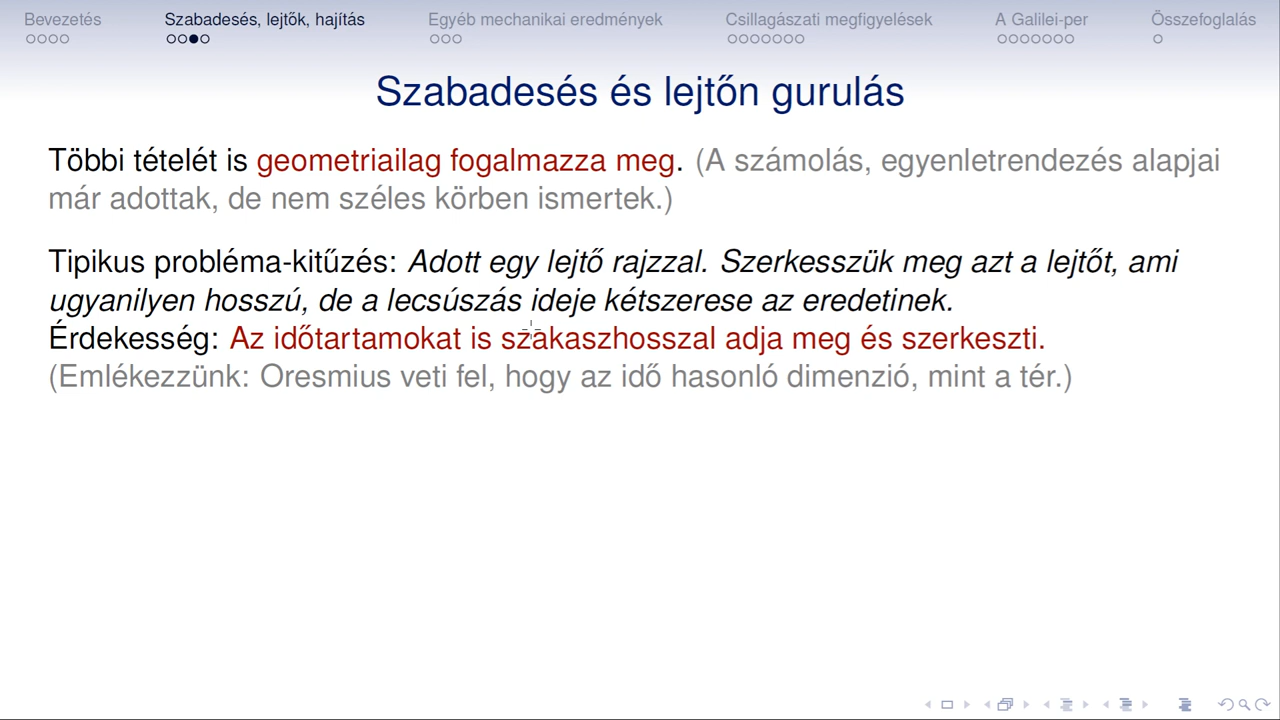 Bevezetés
Szabadesés, lejtők, hajítás
Egyéb mechanikai eredmények
Csillagászati megfigyelések
A Galilei-per
Összefoglalás
Szabadesés és lejtőn gurulás
Többi tételét is geometriailag fogalmazza meg. (A számolás, egyenletrendezés alapjai
már adottak, de nem széles körben ismertek.)
Tipikus probléma-kitűzés: Adott egy lejtő rajzzal. Szerkesszük meg azt a lejtőt, ami
ugyanilyen hosszú, de a lecsúszás ideje kétszerese az eredetinek.
Érdekesség: Az időtartamokat is szakaszhosszal adja meg és szerkeszti.
(Emlékezzünk: Oresmius veti fel, hogy az idő hasonló dimenzió, mint a tér.)